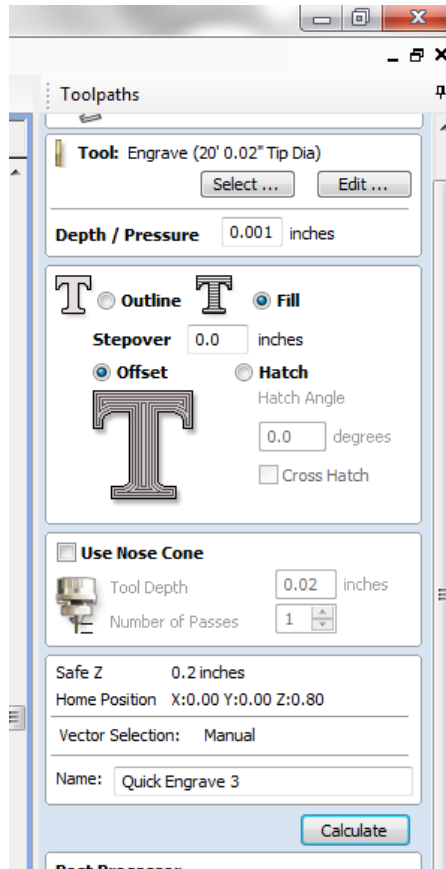 Toolpaths
Tool: Engrave (20' 0.02" Tip Dia)
Select ... Edit ...
Depth / Pressure 0.001 inches
Outline Fill
Stepover 0.0 inches
Offset Hatch
Hatch Angle
0.0 degrees
Cross Hatch
Use Nose Cone
Tool Depth 0.02 inches
Number of Passes 1
Safe Z 0.2 inches
Home Position X:0.00 Y:0.00 Z:0.80
Vector Selection: Manual
Name: Quick Engrave 3
Calculate
Post Processor